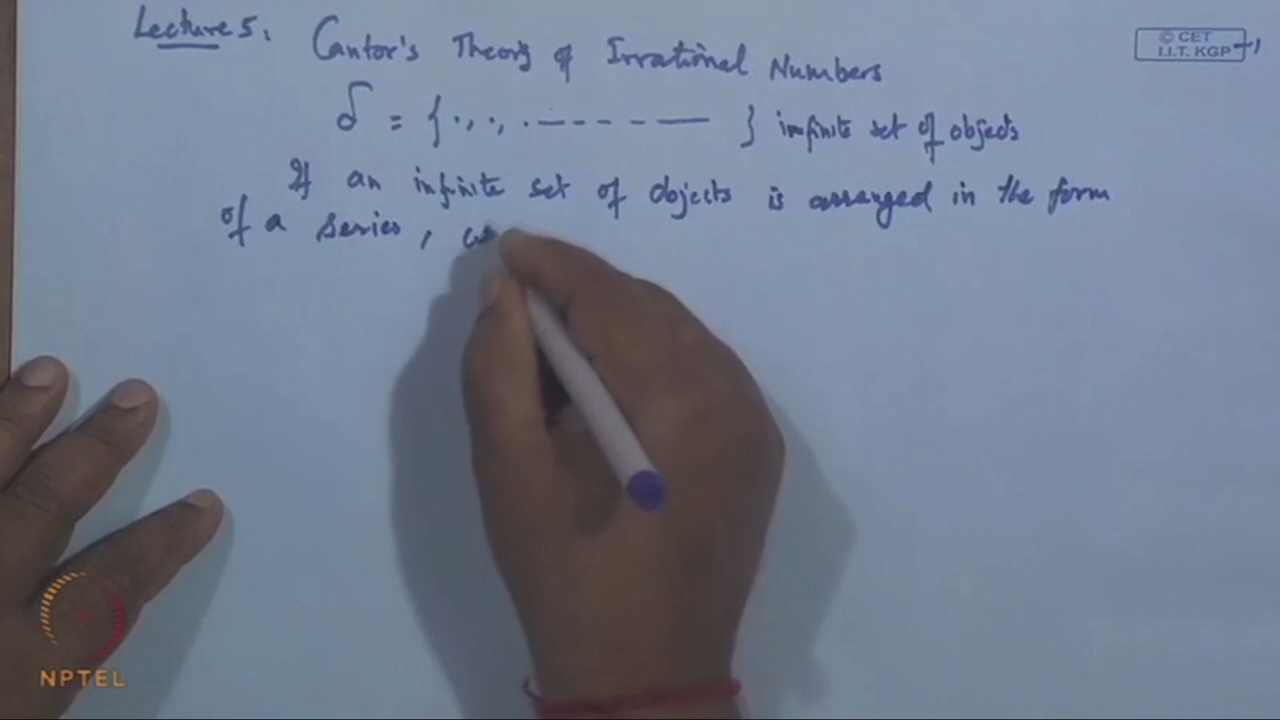 Lecture 5. Cantor's Theory of Irrational Numbers
© CET
I.I.T. KGP
δ = {., ., . ----- } infinite set of objects
If an infinite set of objects is arranged in the form
of a series,
NPTEL